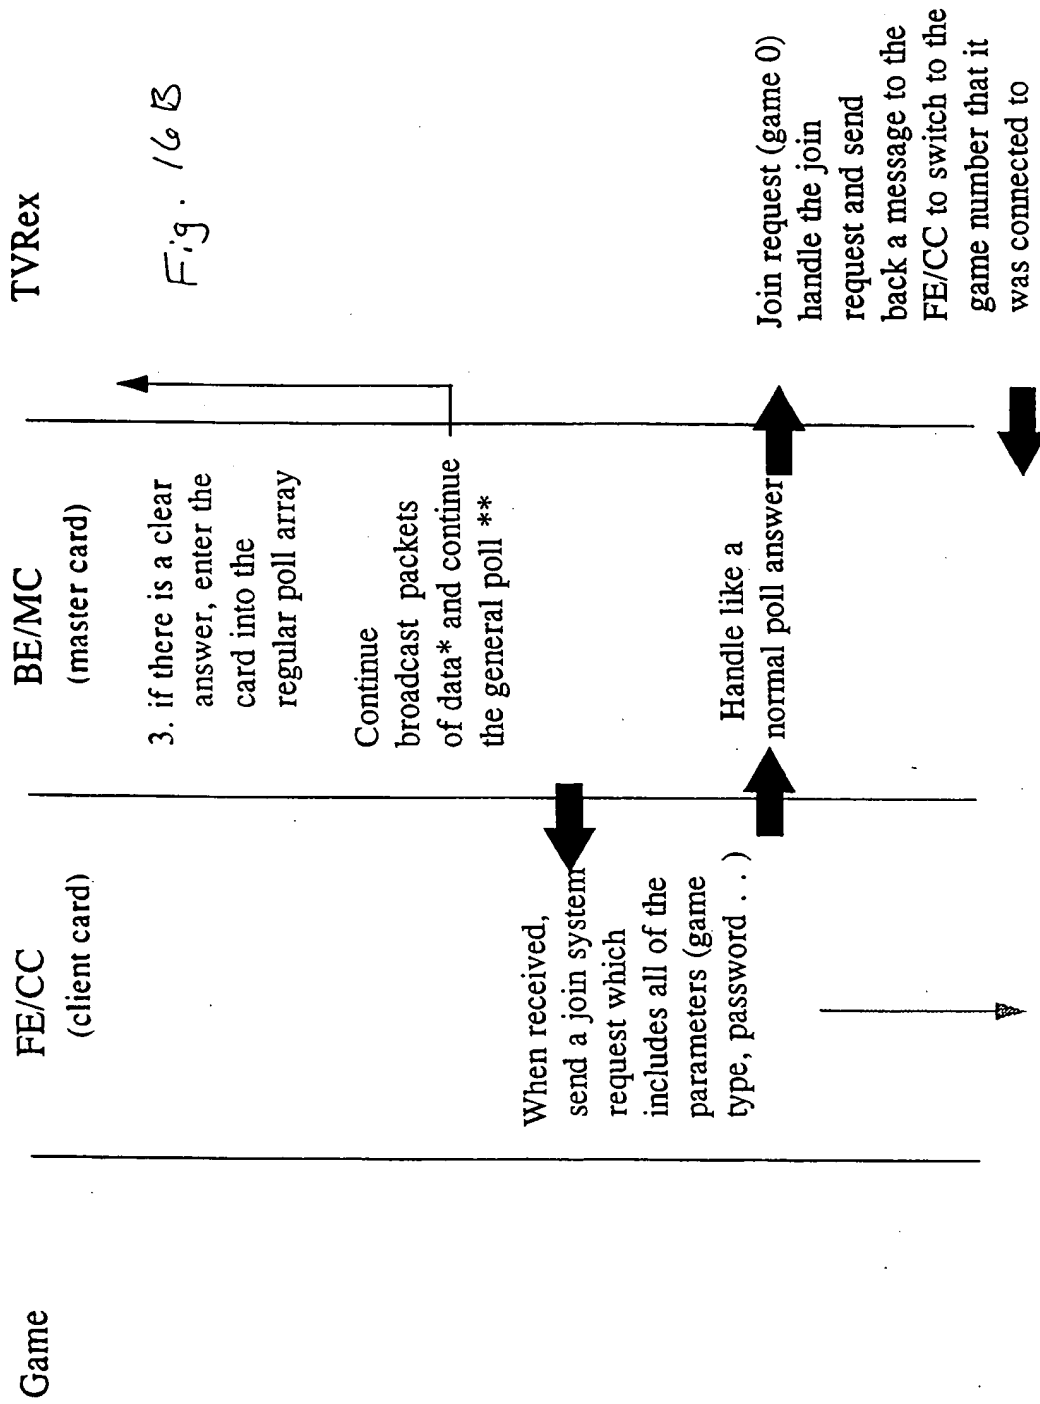 Game
FE/CC
(client card)
BE/MC
(master card)
TVRex
Fig. 16B
3. if there is a clear
answer, enter the
card into the
regular poll array
Continue
broadcast packets
of data* and continue
the general poll **
When received,
send a join system
request which
includes all of the
parameters (game
type, password . . )
Handle like a
normal poll answer
Join request (game 0)
handle the join
request and send
back a message to the
FE/CC to switch to the
game number that it
was connected to